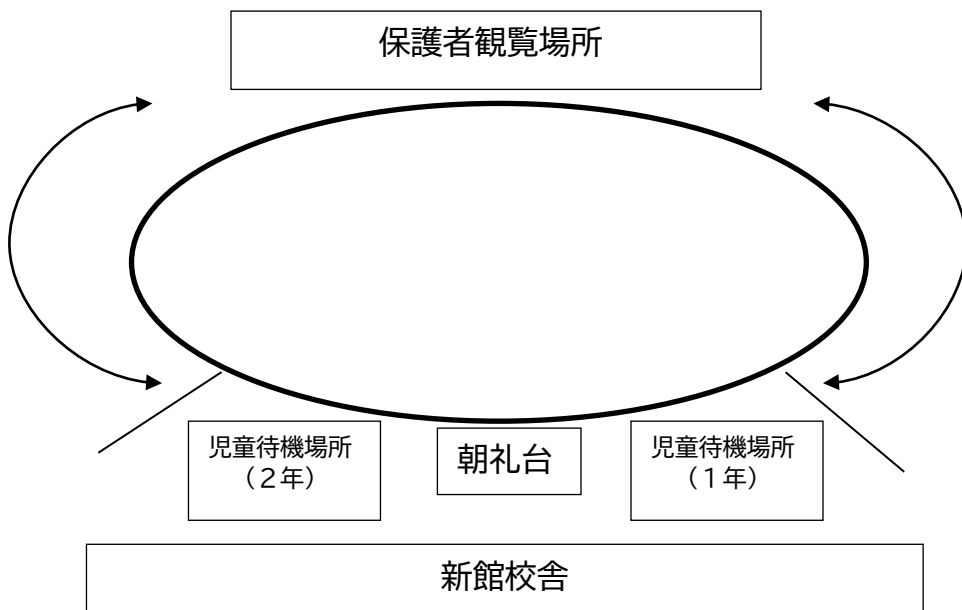 保護者観覧場所
児童待機場所
（２年）
朝礼台
児童待機場所
（１年）
新館校舎